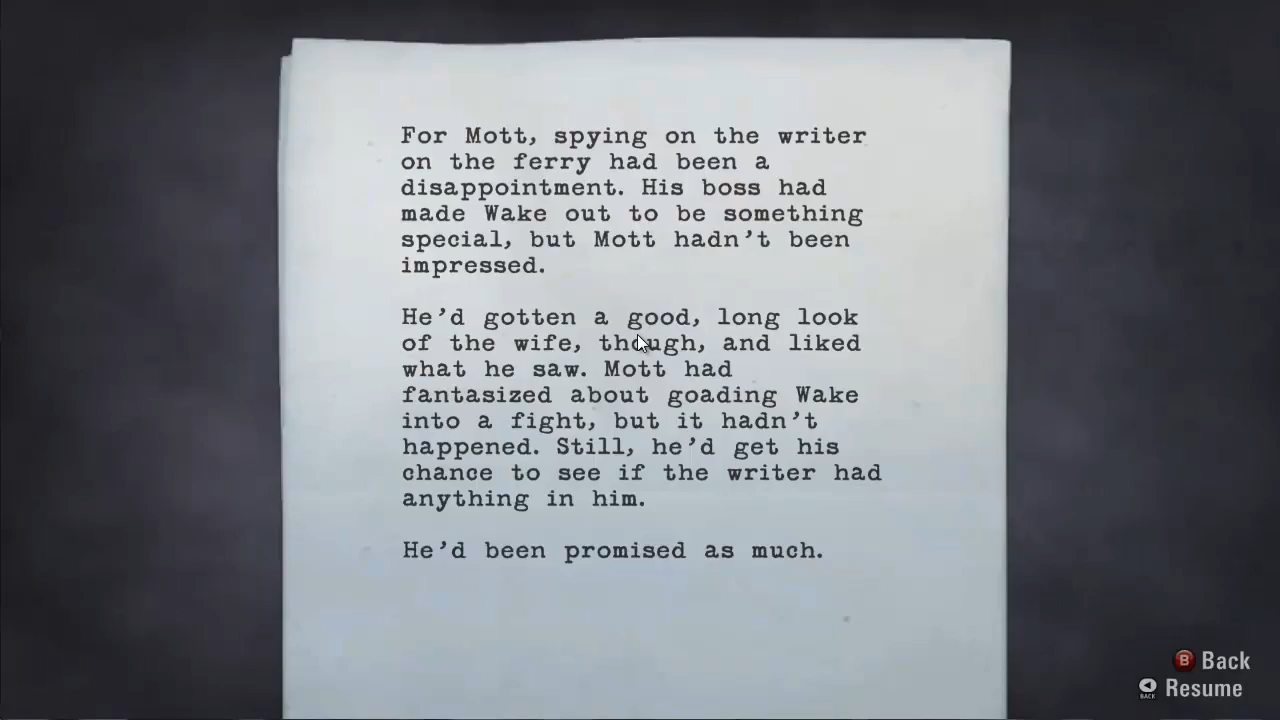 For Mott, spying on the writer
on the ferry had been a
disappointment. His boss had
made Wake out to be something
special, but Mott hadn't been
impressed.
He'd gotten a good, long look
of the wife, though, and liked
what he saw. Mott had
fantasized about goading Wake
into a fight, but it hadn't
happened. Still, he'd get his
chance to see if the writer had
anything in him.
He'd been promised as much.
B Back
BACK Resume